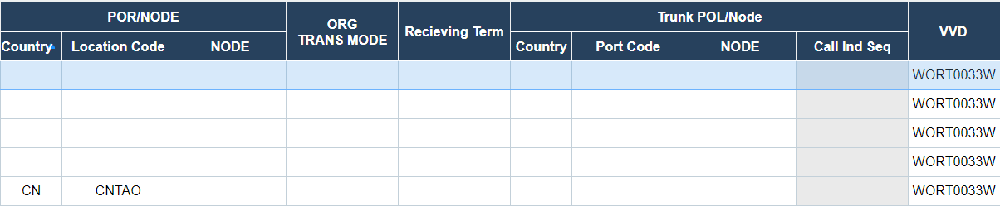 POR/NODE ORG TRANS MODE Recieving Term Trunk POL/Node VVD
Country Location Code NODE Country Port Code NODE Call Ind Seq
WORT0033W
WORT0033W
WORT0033W
WORT0033W
CN CNTAO WORT0033W